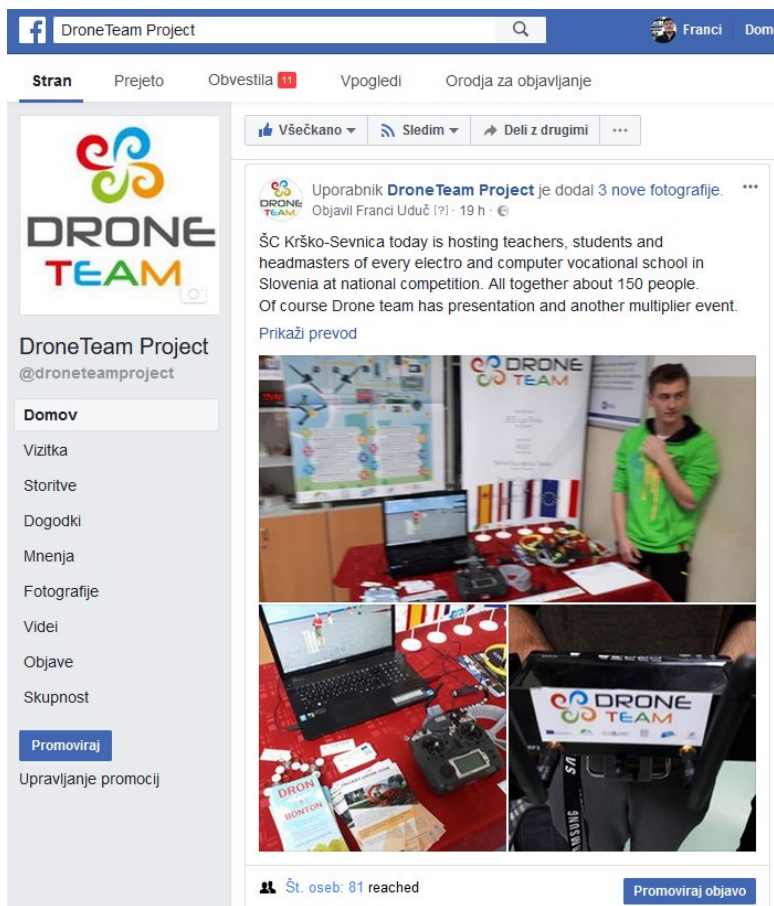 DroneTeam Project
Franci
Dom
Stran
Prejeto
Obvestila 11
Vpogledi
Orodja za objavljanje
DRONE
TEAM
DroneTeam Project
@droneteamproject
Domov
Vizitka
Storitve
Dogodki
Mnenja
Fotografije
Videi
Objave
Skupnost
Promoviraj
Upravljanje promocij
Všečkano
Sledim
Deli z drugimi
DRONE
TEAM
Uporabnik DroneTeam Project je dodal 3 nove fotografije.
Objavil Franci Uduč [?] · 19 h ·
ŠC Krško-Sevnica today is hosting teachers, students and
headmasters of every electro and computer vocational school in
Slovenia at national competition. All together about 150 people.
Of course Drone team has presentation and another multiplier event.
Prikaži prevod
DRONE
TEAM
DRON
BONTON
DRONE
TEAM
SAMSUNG
Št. oseb: 81 reached
Promoviraj objavo